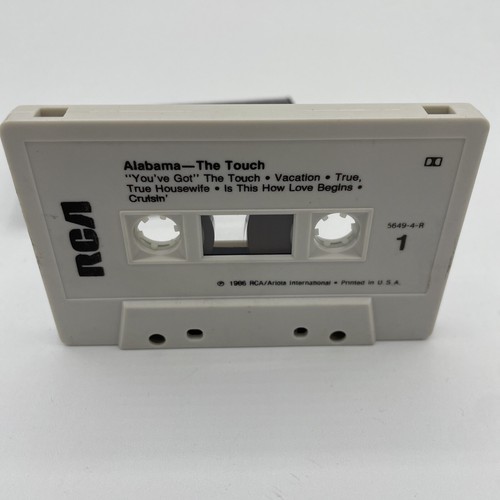 Alabama—The Touch
"You've Got" The Touch • Vacation • True,
True Housewife • Is This How Love Begins •
Cruisin'
RCA
5649-4-R
1
℗ 1986 RCA/Ariola International • Printed in U.S.A.